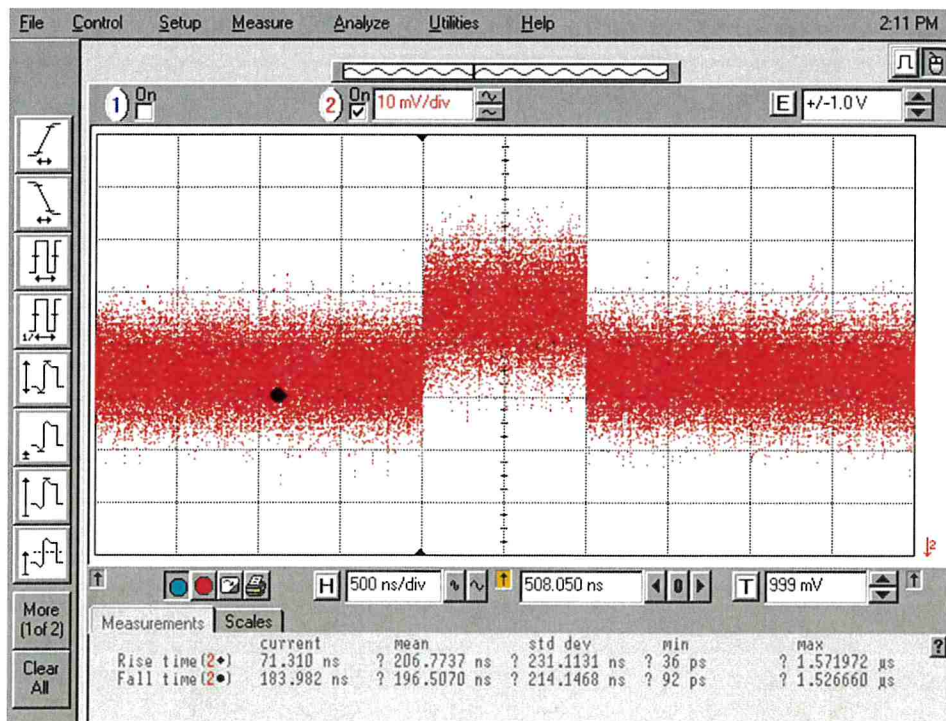 File Control Setup Measure Analyze Utilities Help 2:11 PM
1 On 2 On 10 mV/div E +/-1.0 V
2
H 500 ns/div 508.050 ns 0 T 999 mV
More
(1of 2)
Clear
All
Measurements Scales
current mean std dev min max
Rise time(2◆) 71.310 ns ? 206.7737 ns ? 231.1131 ns ? 36 ps ? 1.571972 µs
Fall time(2●) 183.982 ns ? 196.5070 ns ? 214.1468 ns ? 92 ps ? 1.526660 µs
?
1/